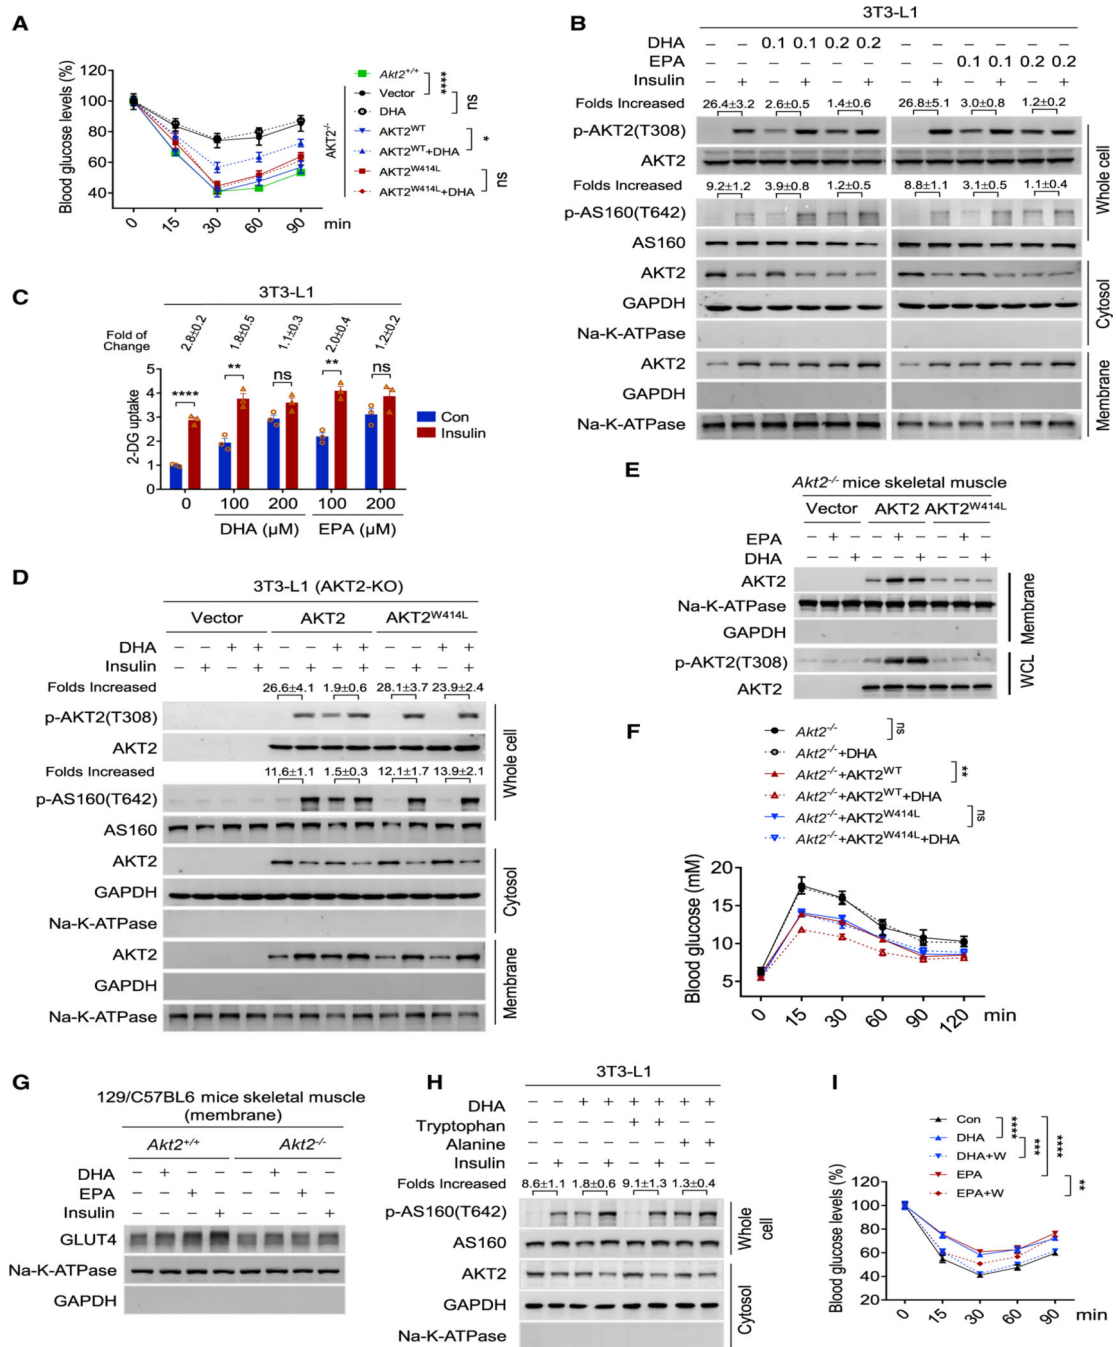 A
Blood glucose levels (%)
120
100
80
60
40
0 15 30 60 90 min
Akt2+/+
Vector
DHA
AKT2WT
AKT2WT+DHA
AKT2W414L
AKT2W414L+DHA
AKT2-/-
****
ns
*
ns
B
3T3-L1
DHA – – 0.1 0.1 0.2 0.2 – – – – – –
EPA – – – – – – – – 0.1 0.1 0.2 0.2
Insulin – + – + – + – + – + – +
Folds Increased 26.4±3.2 2.6±0.5 1.4±0.6 26.8±5.1 3.0±0.8 1.2±0.2
p-AKT2(T308)
AKT2
Folds Increased 9.2±1.2 3.9±0.8 1.2±0.5 8.8±1.1 3.1±0.5 1.1±0.4
p-AS160(T642)
AS160
Whole cell
AKT2
GAPDH
Na-K-ATPase
Cytosol
AKT2
GAPDH
Na-K-ATPase
Membrane
C
3T3-L1
Fold of Change
2.8±0.2 1.8±0.5 1.1±0.3 2.0±0.4 1.2±0.2
**** ** ns ** ns
2-DG uptake
5
4
3
2
1
0
Con
Insulin
0 100 200 100 200
DHA (μM) EPA (μM)
D
3T3-L1 (AKT2-KO)
Vector AKT2 AKT2W414L
DHA – – + + – – + + – – + +
Insulin – + – + – + – + – + – +
Folds Increased 26.6±4.1 1.9±0.6 28.1±3.7 23.9±2.4
p-AKT2(T308)
AKT2
Folds Increased 11.6±1.1 1.5±0.3 12.1±1.7 13.9±2.1
p-AS160(T642)
AS160
Whole cell
AKT2
GAPDH
Na-K-ATPase
Cytosol
AKT2
GAPDH
Na-K-ATPase
Membrane
E
Akt2-/- mice skeletal muscle
Vector AKT2 AKT2W414L
EPA – + – – + – – + –
DHA – – + – – + – – +
AKT2
Na-K-ATPase
GAPDH
Membrane
p-AKT2(T308)
AKT2
WCL
F
Akt2-/-
Akt2-/-+DHA
Akt2-/-+AKT2WT
Akt2-/-+AKT2WT+DHA
Akt2-/-+AKT2W414L
Akt2-/-+AKT2W414L+DHA
ns
**
ns
Blood glucose (mM)
20
15
10
5
0 15 30 60 90 120 min
G
129/C57BL6 mice skeletal muscle
(membrane)
Akt2+/+ Akt2-/-
DHA – + – – – + – –
EPA – – + – – – + –
Insulin – – – + – – – +
GLUT4
Na-K-ATPase
GAPDH
H
3T3-L1
DHA – – + + + + + +
Tryptophan – – – – + + – –
Alanine – – – – – – + +
Insulin – + – + – + – +
Folds Increased 8.6±1.1 1.8±0.6 9.1±1.3 1.3±0.4
p-AS160(T642)
AS160
Whole cell
AKT2
GAPDH
Na-K-ATPase
Cytosol
I
Con
DHA
DHA+W
EPA
EPA+W
****
***
****
**
Blood glucose levels (%)
120
100
80
60
40
20
0 15 30 60 90 min